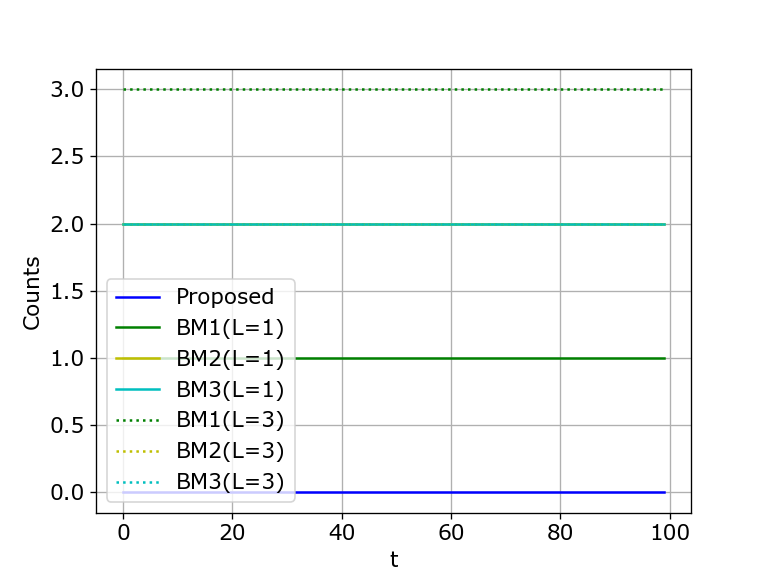 3.0
2.5
2.0
1.5
1.0
0.5
0.0
Counts
Proposed
BM1(L=1)
BM2(L=1)
BM3(L=1)
BM1(L=3)
BM2(L=3)
BM3(L=3)
0 20 40 60 80 100
t